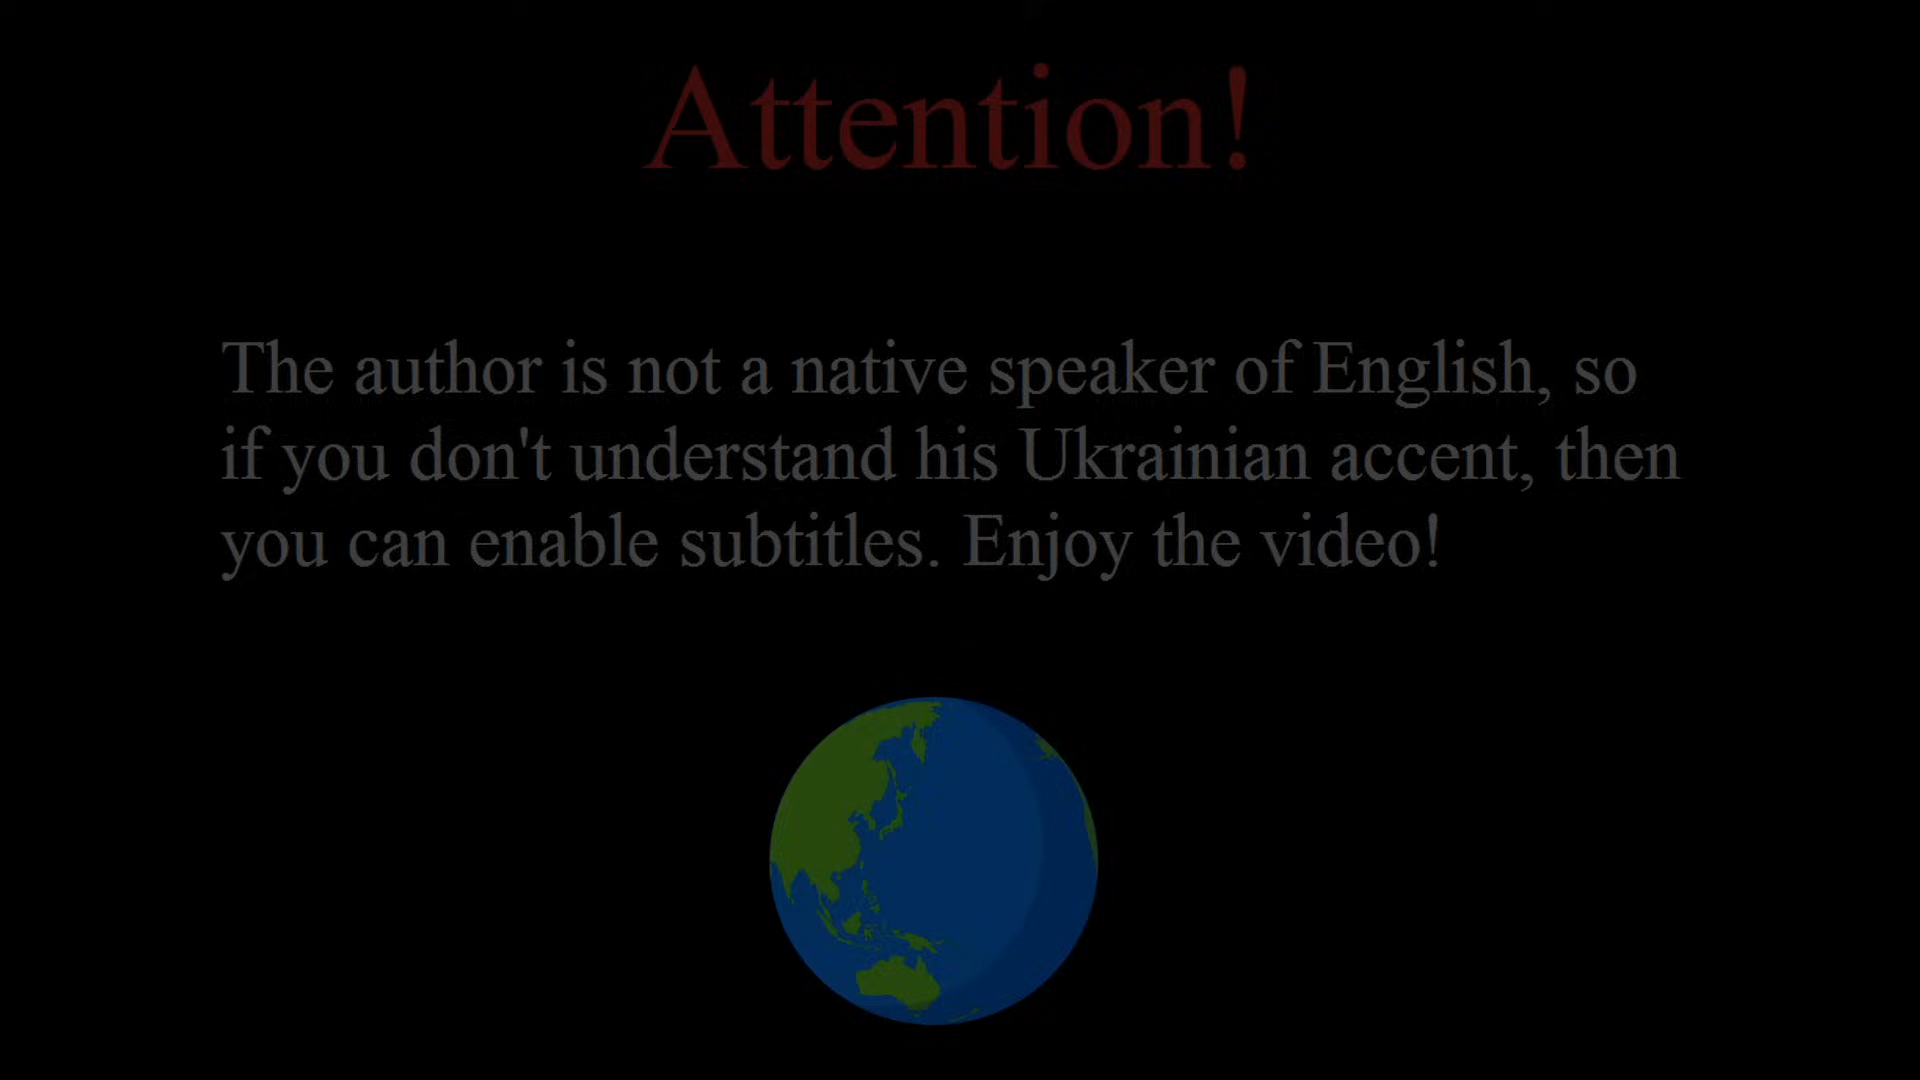 Attention!
The author is not a native speaker of English, so
if you don't understand his Ukrainian accent, then
you can enable subtitles. Enjoy the video!